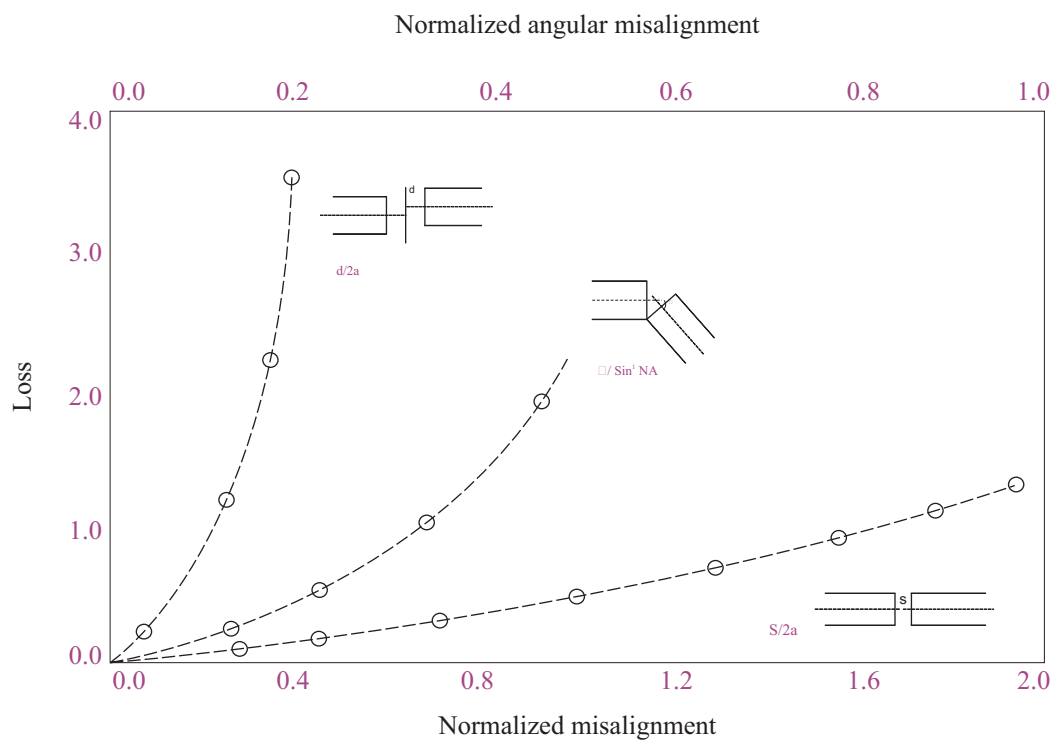 Normalized angular misalignment
0.0 0.2 0.4 0.6 0.8 1.0
4.0
d
3.0
d/2a
□/ Sin¹ NA
2.0
Loss
1.0
S
S/2a
0.0
0.0 0.4 0.8 1.2 1.6 2.0
Normalized misalignment